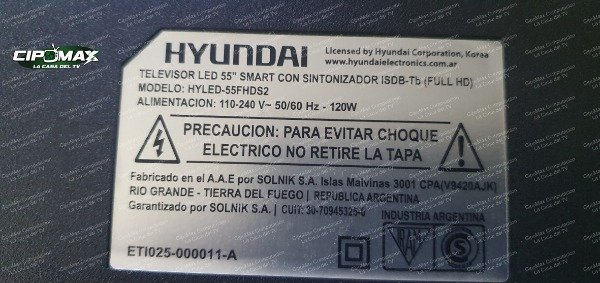 CIPOMAX
LA CASA DEL TV
HYUNDAI
Licensed by Hyundai Corporation, Korea
www.hyundaielectronics.com.ar
TELEVISOR LED 55" SMART CON SINTONIZADOR ISDB-Tb (FULL HD)
MODELO: HYLED-55FHDS2
ALIMENTACION: 110-240 V~ 50/60 Hz - 120W
PRECAUCION: PARA EVITAR CHOQUE
ELECTRICO NO RETIRE LA TAPA
Fabricado en el A.A.E por SOLNIK S.A. Islas Malvinas 3001 CPA(V9420AJK)
RIO GRANDE - TIERRA DEL FUEGO | REPUBLICA ARGENTINA
Garantizado por SOLNIK S.A. | CUIT: 30-70945325-0
INDUSTRIA ARGENTINA
IRAM
S
ETI025-000011-A